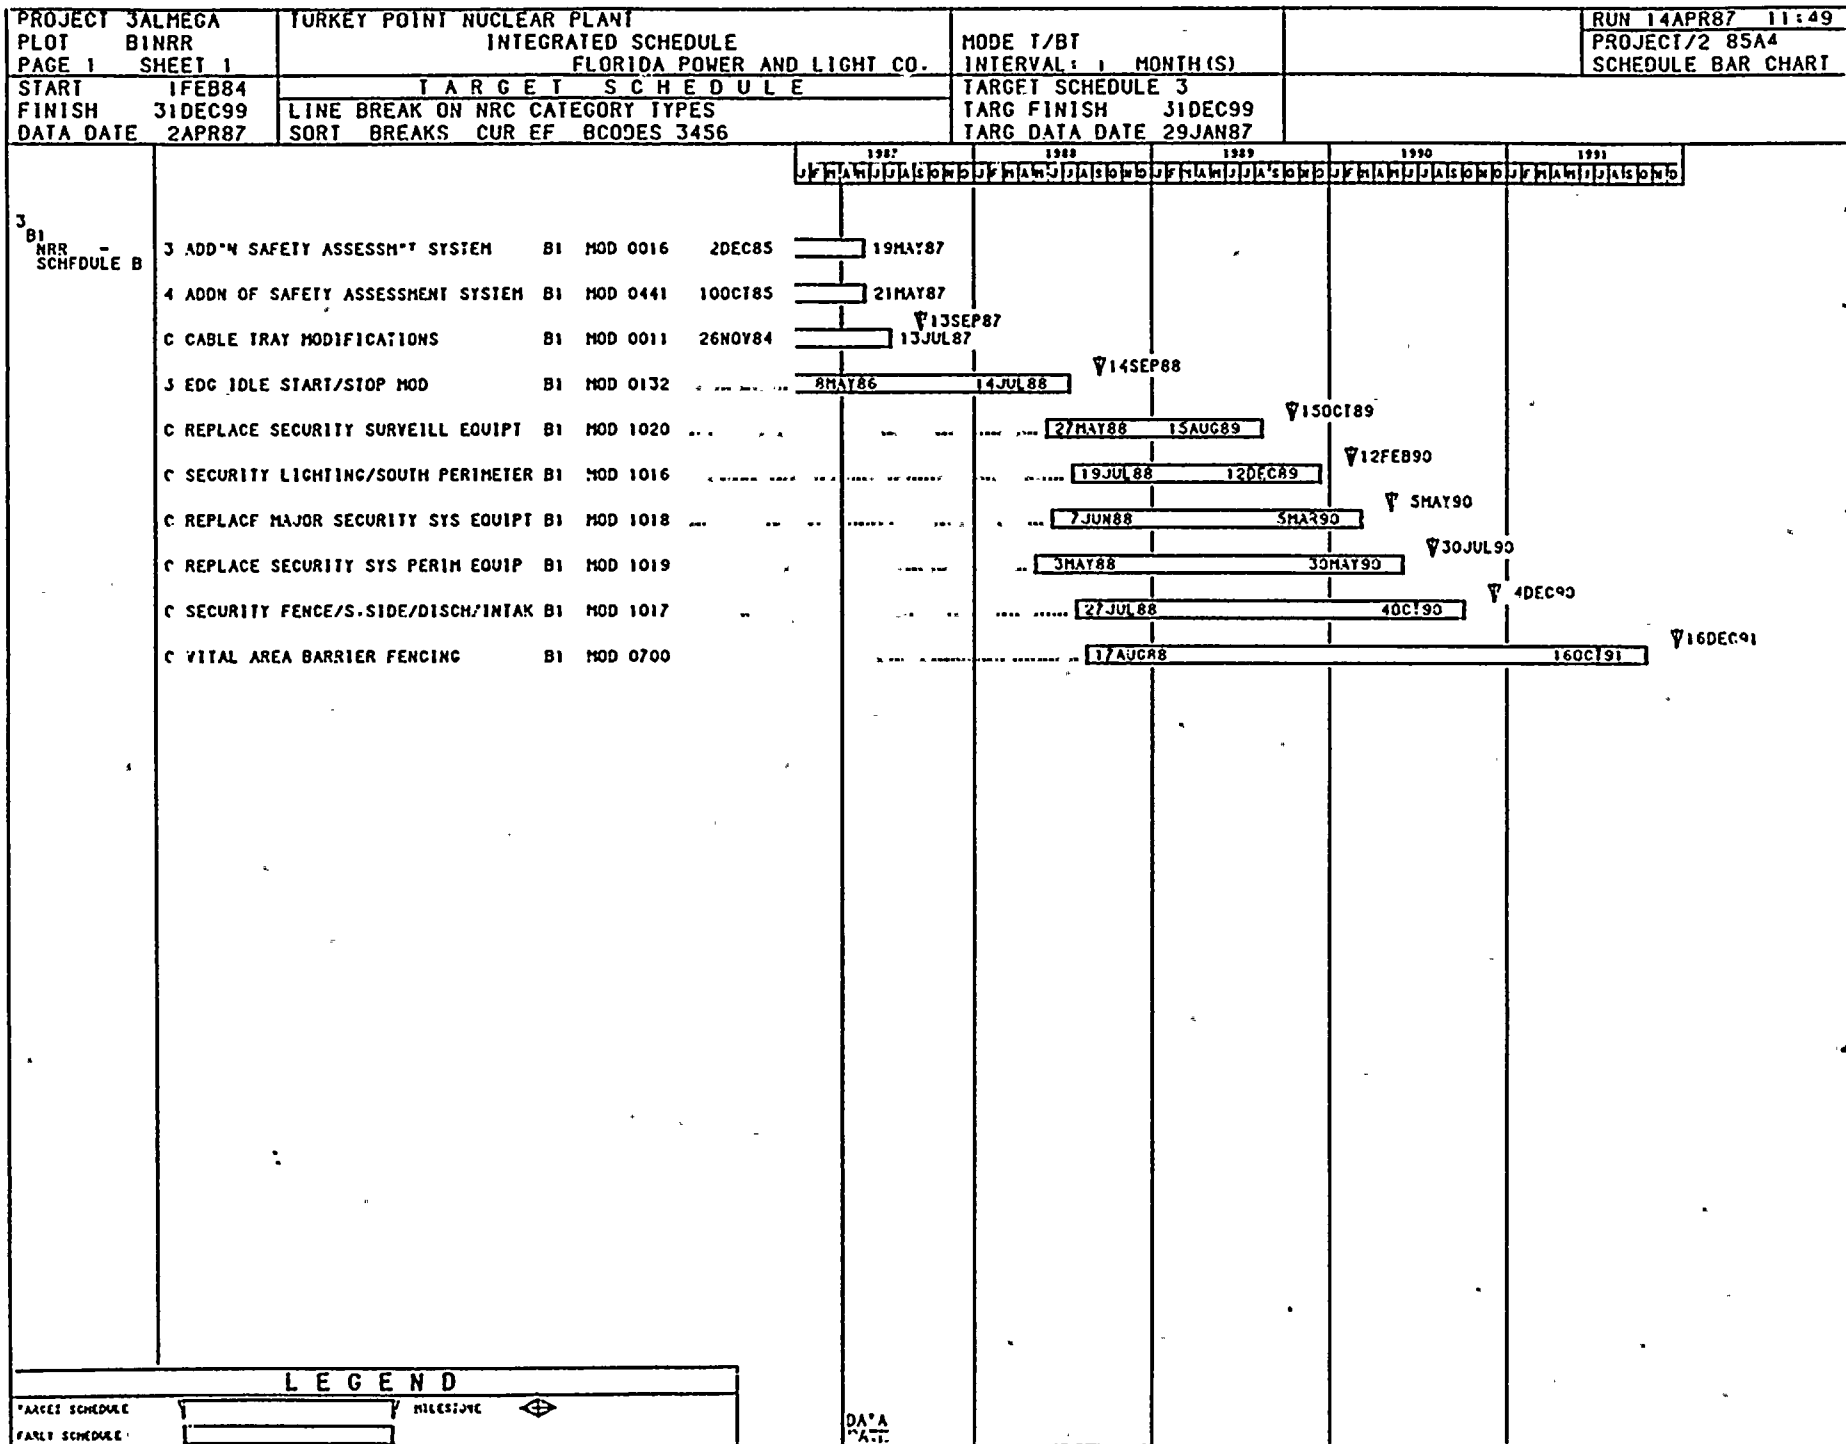 PROJECT 3ALMEGA
PLOT B1NRR
PAGE 1 SHEET 1
START 1FEB84
FINISH 31DEC99
DATA DATE 2APR87
TURKEY POINT NUCLEAR PLANT
INTEGRATED SCHEDULE
FLORIDA POWER AND LIGHT CO.
TARGET SCHEDULE
LINE BREAK ON NRC CATEGORY TYPES
SORT BREAKS CUR EF BCODES 3456
MODE T/BT
INTERVAL: 1 MONTH(S)
TARGET SCHEDULE 3
TARG FINISH 31DEC99
TARG DATA DATE 29JAN87
RUN 14APR87 11:49
PROJECT/2 85A4
SCHEDULE BAR CHART
1987 1988 1989 1990 1991
J F M A M J J A S O N D J F M A M J J A S O N D J F M A M J J A S O N D J F M A M J J A S O N D J F M A M J J A S O N D
3
B1
NRR -
SCHFDULE B
3 ADD"N SAFETY ASSESSM"T SYSTEM B1 MOD 0016 2DEC85 19MAY87
4 ADDN OF SAFETY ASSESSMENT SYSTEM B1 MOD 0441 10OCT85 21MAY87
13SEP87
C CABLE TRAY MODIFICATIONS B1 MOD 0011 26NOV84 13JUL87
14SEP88
3 EDG IDLE START/STOP MOD B1 MOD 0132 8MAY86 14JUL88
15OCT89
C REPLACE SECURITY SURVEILL EQUIPT B1 MOD 1020 27MAY88 15AUG89
12FEB90
C SECURITY LIGHTING/SOUTH PERIMETER B1 MOD 1016 19JUL88 12DEC89
5MAY90
C REPLACF MAJOR SECURITY SYS EQUIPT B1 MOD 1018 7JUN88 5MAR90
30JUL90
C REPLACE SECURITY SYS PERIM EQUIP B1 MOD 1019 3MAY88 30MAY90
4DEC90
C SECURITY FENCE/S.SIDE/DISCH/INTAK B1 MOD 1017 27JUL88 4OCT90
16DEC91
C VITAL AREA BARRIER FENCING B1 MOD 0700 17AUG88 16OCT91
LEGEND
TARGET SCHEDULE MILESTONE
EARLY SCHEDULE
DATA